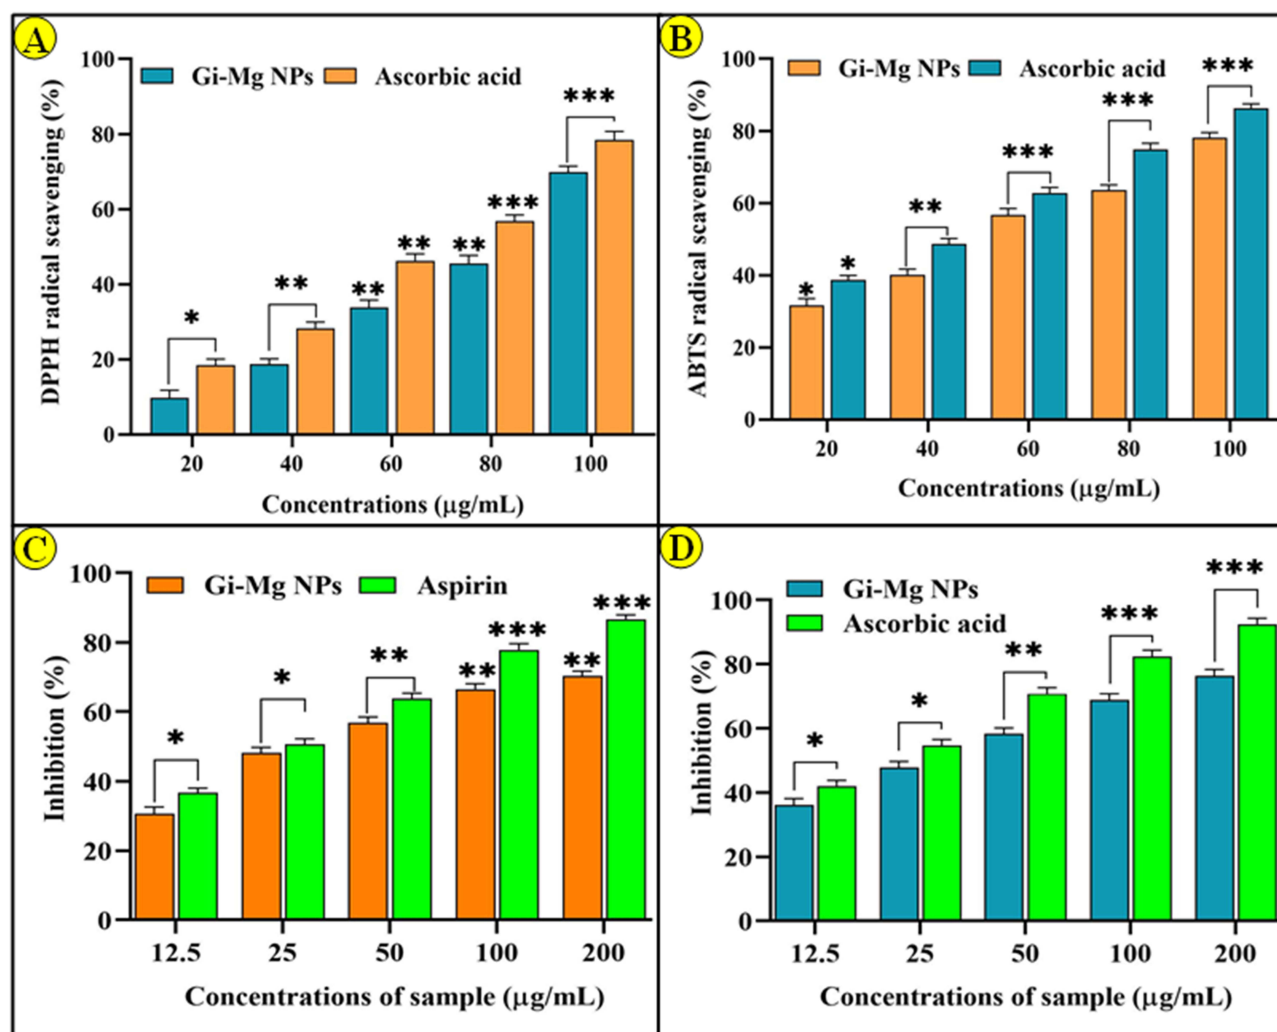 A
DPPH radical scavenging (%)
Gi-Mg NPs Ascorbic acid
100
80
60
40
20
0
* ** ** ** ** *** ***
20 40 60 80 100
Concentrations (µg/mL)
B
ABTS radical scavenging (%)
Gi-Mg NPs Ascorbic acid
100
80
60
40
20
0
* * ** *** *** ***
20 40 60 80 100
Concentrations (µg/mL)
C
Inhibition (%)
Gi-Mg NPs Aspirin
100
80
60
40
20
0
* * ** ** *** ** ***
12.5 25 50 100 200
Concentrations of sample (µg/mL)
D
Inhibition (%)
Gi-Mg NPs
Ascorbic acid
100
80
60
40
20
0
* * ** *** ***
12.5 25 50 100 200
Concentrations of sample (µg/mL)